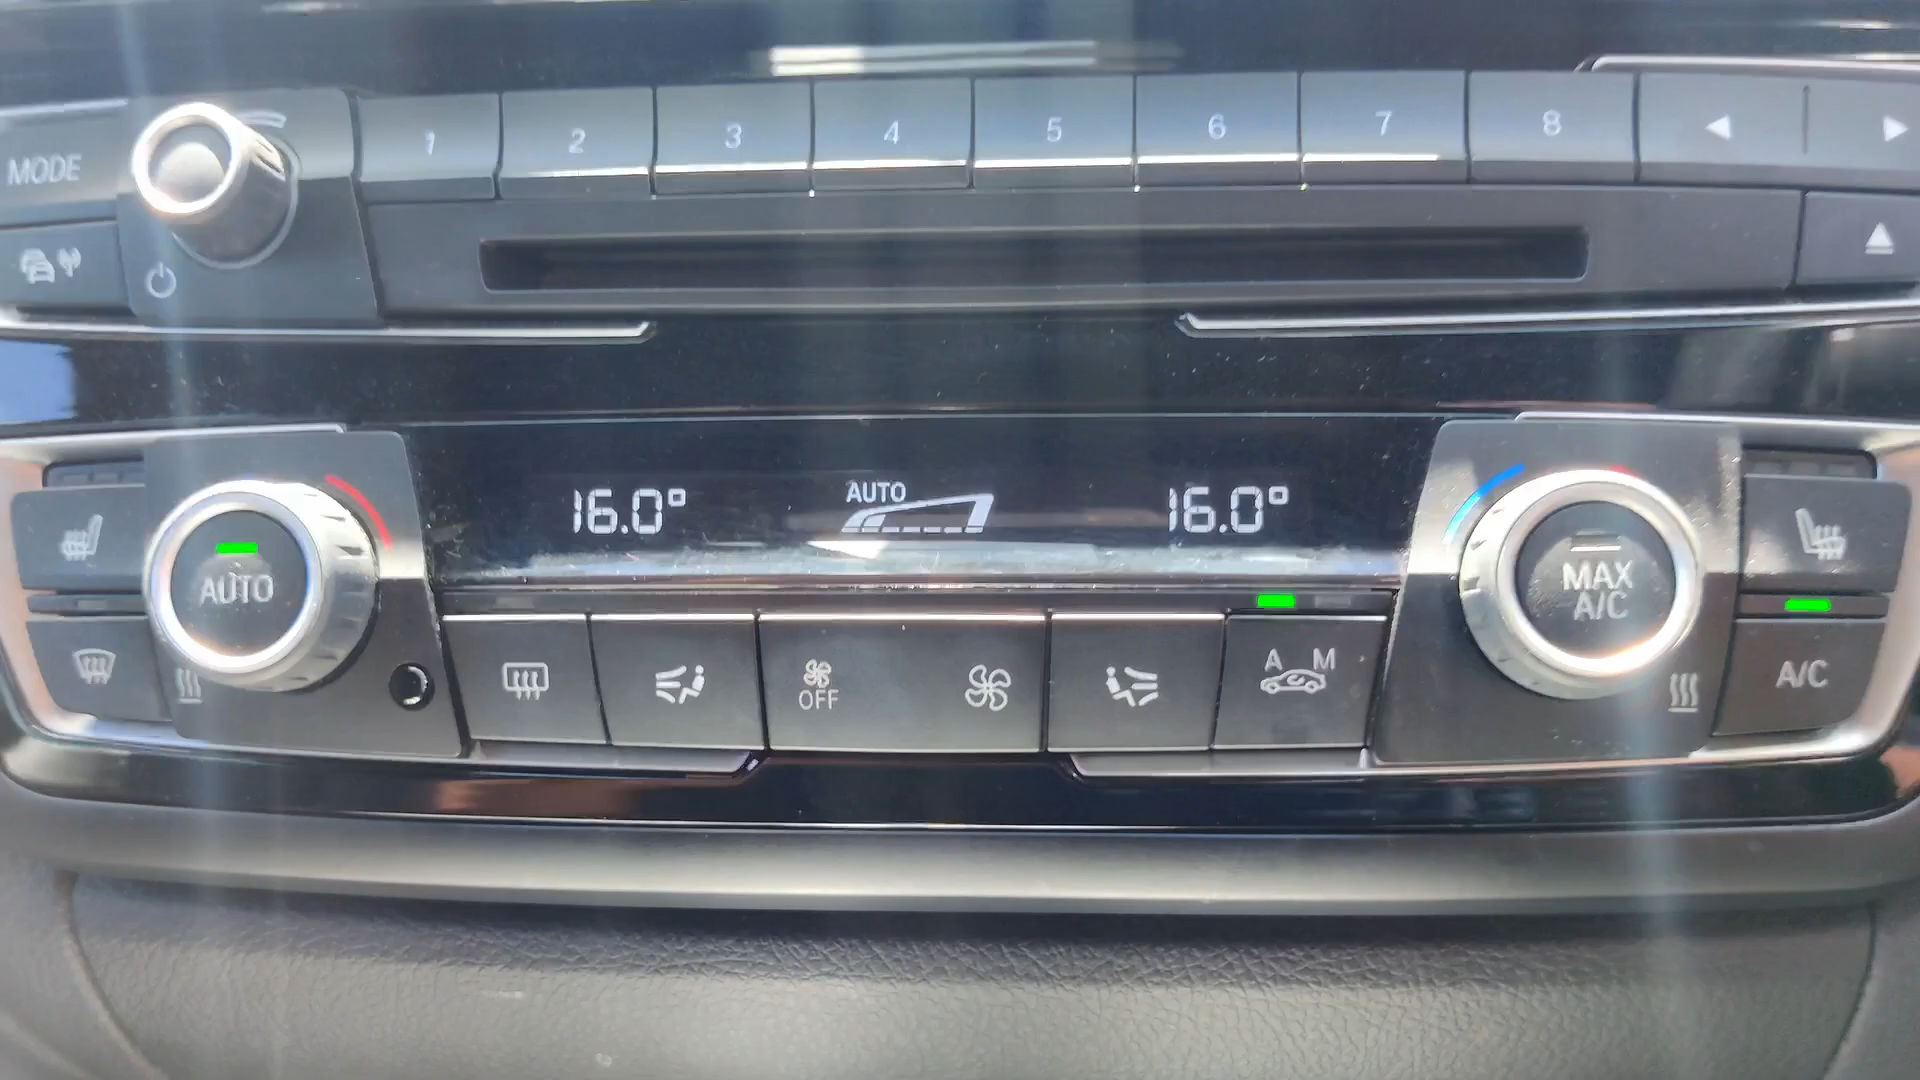 MODE
1 2 3 4 5 6 7 8
AUTO
16.0°
AUTO
16.0°
MAX
A/C
OFF
A M
A/C